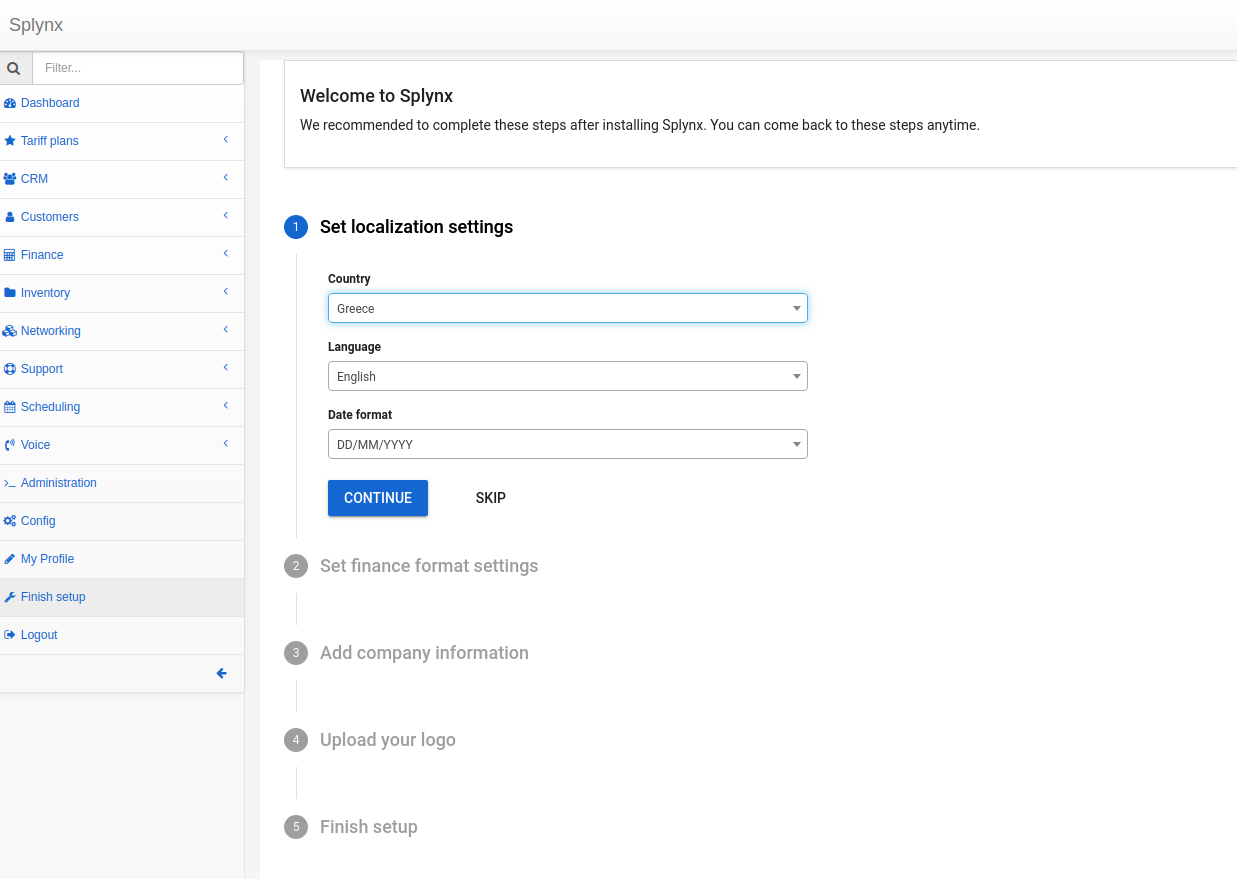 Splynx
Filter...
Dashboard
Tariff plans
CRM
Customers
Finance
Inventory
Networking
Support
Scheduling
Voice
Administration
Config
My Profile
Finish setup
Logout
Welcome to Splynx
We recommended to complete these steps after installing Splynx. You can come back to these steps anytime.
1 Set localization settings
Country
Greece
Language
English
Date format
DD/MM/YYYY
CONTINUE SKIP
2 Set finance format settings
3 Add company information
4 Upload your logo
5 Finish setup